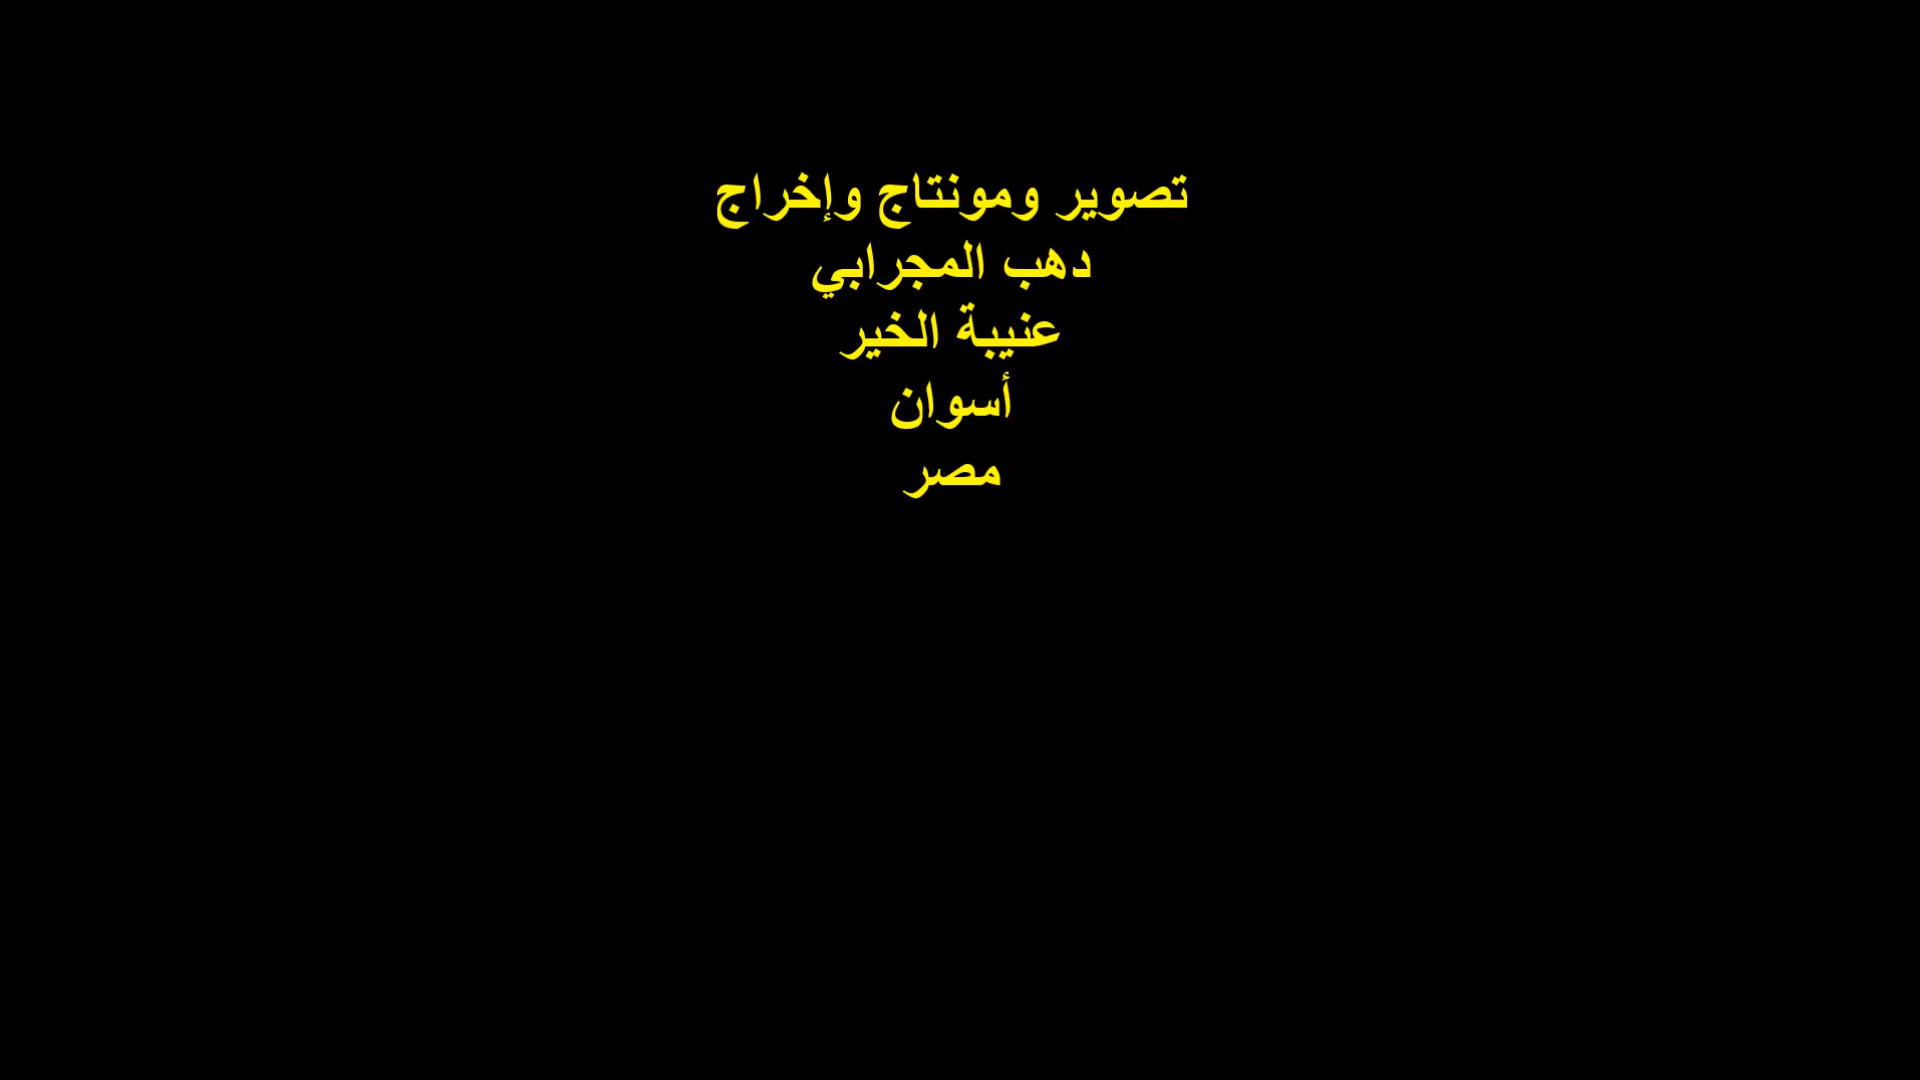 تصوير ومونتاج وإخراج
دهب المجرابي
عنيبة الخير
أسوان
مصر